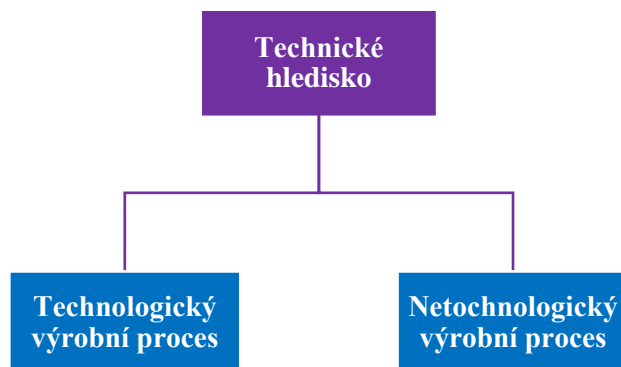 Technické
hledisko
Technologický
výrobní proces
Netochnologický
výrobní proces